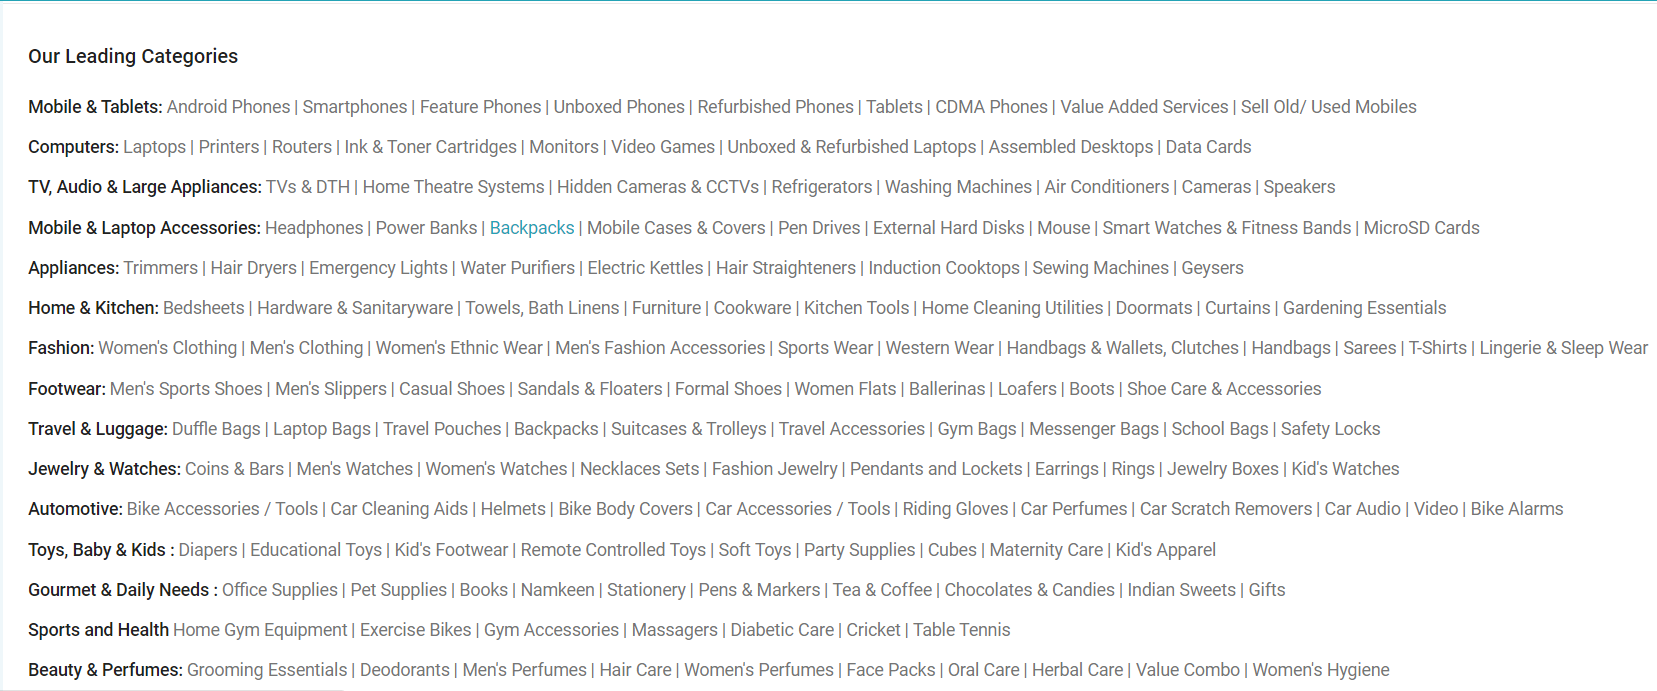 Our Leading Categories
Mobile & Tablets: Android Phones | Smartphones | Feature Phones | Unboxed Phones | Refurbished Phones | Tablets | CDMA Phones | Value Added Services | Sell Old/ Used Mobiles
Computers: Laptops | Printers | Routers | Ink & Toner Cartridges | Monitors | Video Games | Unboxed & Refurbished Laptops | Assembled Desktops | Data Cards
TV, Audio & Large Appliances: TVs & DTH | Home Theatre Systems | Hidden Cameras & CCTVs | Refrigerators | Washing Machines | Air Conditioners | Cameras | Speakers
Mobile & Laptop Accessories: Headphones | Power Banks | Backpacks | Mobile Cases & Covers | Pen Drives | External Hard Disks | Mouse | Smart Watches & Fitness Bands | MicroSD Cards
Appliances: Trimmers | Hair Dryers | Emergency Lights | Water Purifiers | Electric Kettles | Hair Straighteners | Induction Cooktops | Sewing Machines | Geysers
Home & Kitchen: Bedsheets | Hardware & Sanitaryware | Towels, Bath Linens | Furniture | Cookware | Kitchen Tools | Home Cleaning Utilities | Doormats | Curtains | Gardening Essentials
Fashion: Women's Clothing | Men's Clothing | Women's Ethnic Wear | Men's Fashion Accessories | Sports Wear | Western Wear | Handbags & Wallets, Clutches | Handbags | Sarees | T-Shirts | Lingerie & Sleep Wear
Footwear: Men's Sports Shoes | Men's Slippers | Casual Shoes | Sandals & Floaters | Formal Shoes | Women Flats | Ballerinas | Loafers | Boots | Shoe Care & Accessories
Travel & Luggage: Duffle Bags | Laptop Bags | Travel Pouches | Backpacks | Suitcases & Trolleys | Travel Accessories | Gym Bags | Messenger Bags | School Bags | Safety Locks
Jewelry & Watches: Coins & Bars | Men's Watches | Women's Watches | Necklaces Sets | Fashion Jewelry | Pendants and Lockets | Earrings | Rings | Jewelry Boxes | Kid's Watches
Automotive: Bike Accessories / Tools | Car Cleaning Aids | Helmets | Bike Body Covers | Car Accessories / Tools | Riding Gloves | Car Perfumes | Car Scratch Removers | Car Audio | Video | Bike Alarms
Toys, Baby & Kids : Diapers | Educational Toys | Kid's Footwear | Remote Controlled Toys | Soft Toys | Party Supplies | Cubes | Maternity Care | Kid's Apparel
Gourmet & Daily Needs : Office Supplies | Pet Supplies | Books | Namkeen | Stationery | Pens & Markers | Tea & Coffee | Chocolates & Candies | Indian Sweets | Gifts
Sports and Health Home Gym Equipment | Exercise Bikes | Gym Accessories | Massagers | Diabetic Care | Cricket | Table Tennis
Beauty & Perfumes: Grooming Essentials | Deodorants | Men's Perfumes | Hair Care | Women's Perfumes | Face Packs | Oral Care | Herbal Care | Value Combo | Women's Hygiene